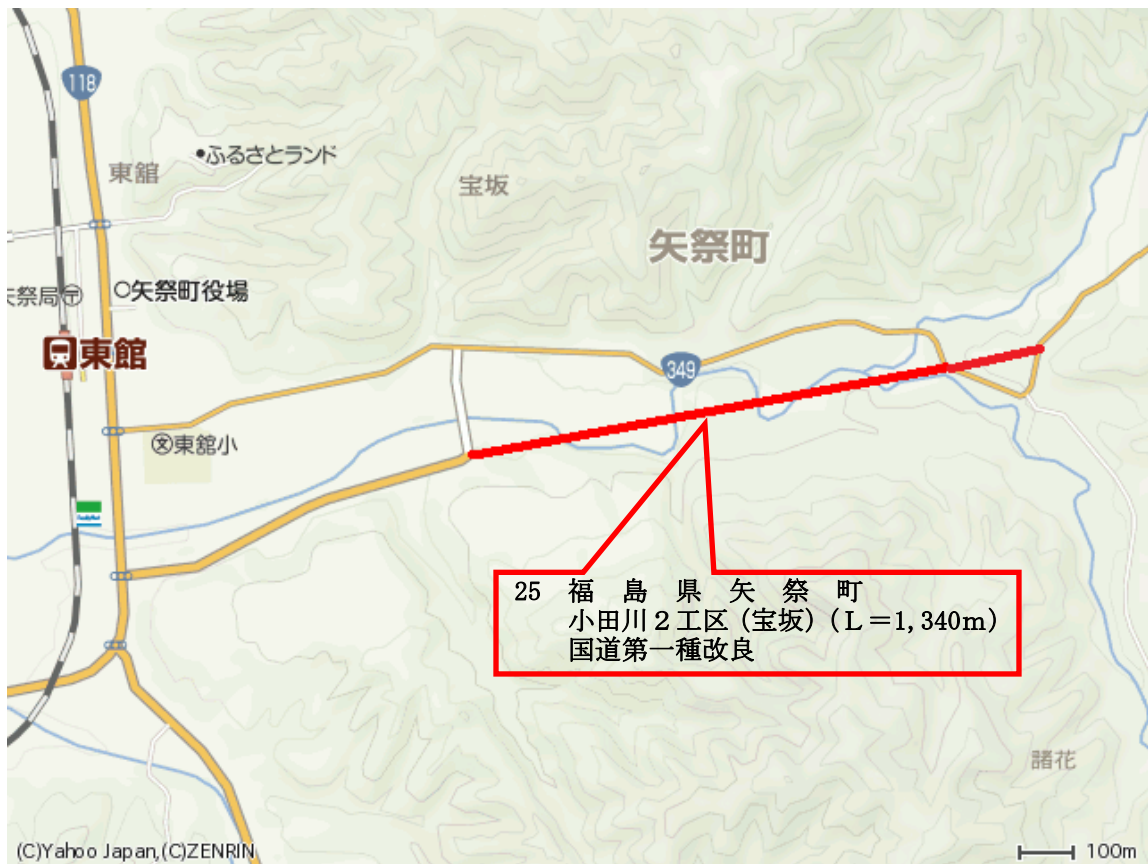 118
ふるさとランド
東舘
宝坂
矢祭町
矢祭町役場
矢祭局
東館
349
東舘小
FamilyMart
25 福島県矢祭町
小田川2工区(宝坂)(L=1,340m)
国道第一種改良
諸花
(C)Yahoo Japan,(C)ZENRIN
100m